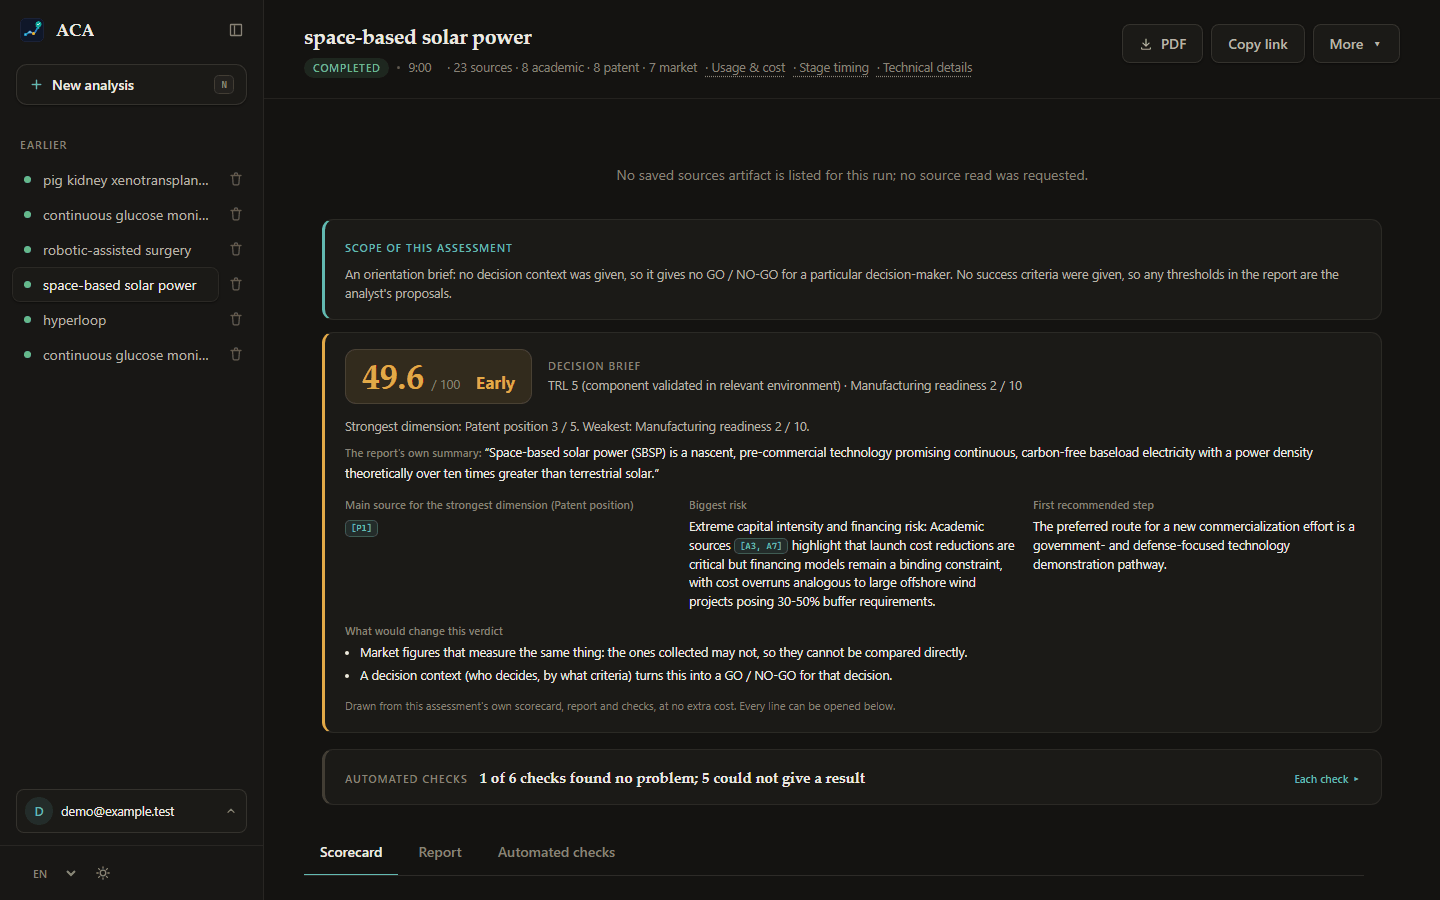 ACA
New analysis N
EARLIER
pig kidney xenotransplan...
continuous glucose moni...
robotic-assisted surgery
space-based solar power
hyperloop
continuous glucose moni...
demo@example.test
EN
space-based solar power
COMPLETED • 9:00 · 23 sources · 8 academic · 8 patent · 7 market · Usage & cost · Stage timing · Technical details
PDF
Copy link
More
No saved sources artifact is listed for this run; no source read was requested.
SCOPE OF THIS ASSESSMENT
An orientation brief: no decision context was given, so it gives no GO / NO-GO for a particular decision-maker. No success criteria were given, so any thresholds in the report are the
analyst's proposals.
49.6 / 100 Early
DECISION BRIEF
TRL 5 (component validated in relevant environment) · Manufacturing readiness 2 / 10
Strongest dimension: Patent position 3 / 5. Weakest: Manufacturing readiness 2 / 10.
The report's own summary: “Space-based solar power (SBSP) is a nascent, pre-commercial technology promising continuous, carbon-free baseload electricity with a power density
theoretically over ten times greater than terrestrial solar.”
Main source for the strongest dimension (Patent position)
[P1]
Biggest risk
Extreme capital intensity and financing risk: Academic
sources [A3, A7] highlight that launch cost reductions are
critical but financing models remain a binding constraint,
with cost overruns analogous to large offshore wind
projects posing 30-50% buffer requirements.
First recommended step
The preferred route for a new commercialization effort is a
government- and defense-focused technology
demonstration pathway.
What would change this verdict
• Market figures that measure the same thing: the ones collected may not, so they cannot be compared directly.
• A decision context (who decides, by what criteria) turns this into a GO / NO-GO for that decision.
Drawn from this assessment's own scorecard, report and checks, at no extra cost. Every line can be opened below.
AUTOMATED CHECKS 1 of 6 checks found no problem; 5 could not give a result
Each check
Scorecard
Report
Automated checks